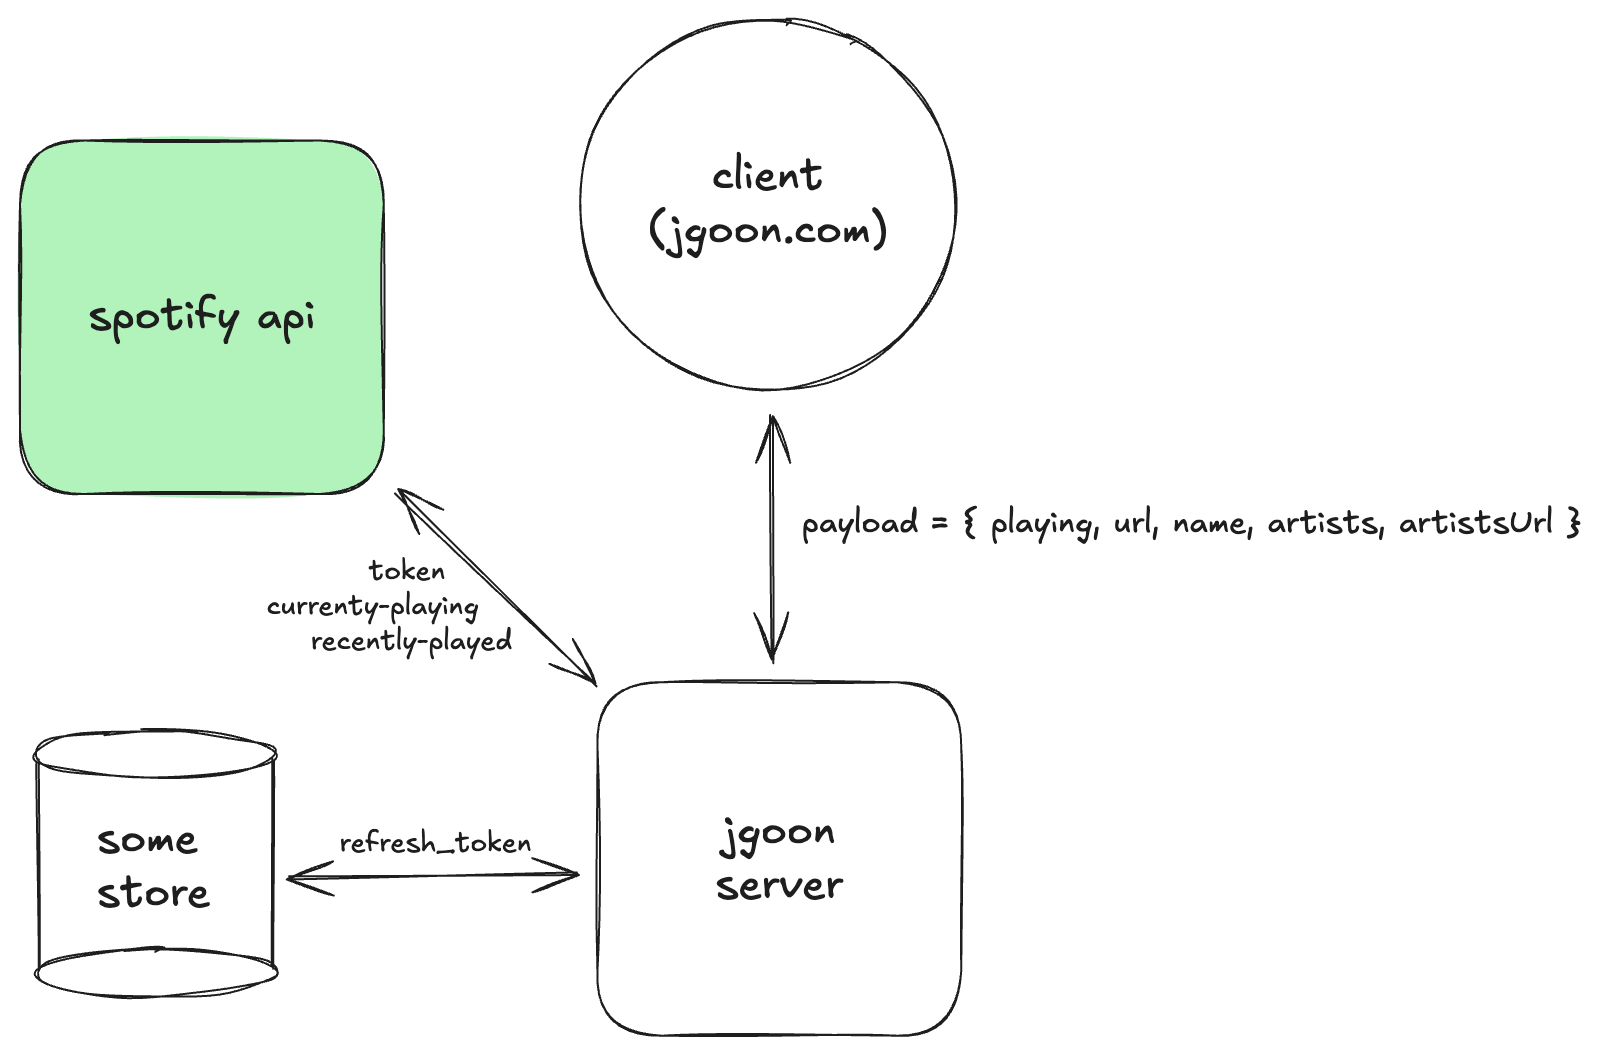 client
(jgoon.com)
spotify api
payload = { playing, url, name, artists, artistsUrl }
token
currenty-playing
recently-played
some
store
refresh_token
jgoon
server